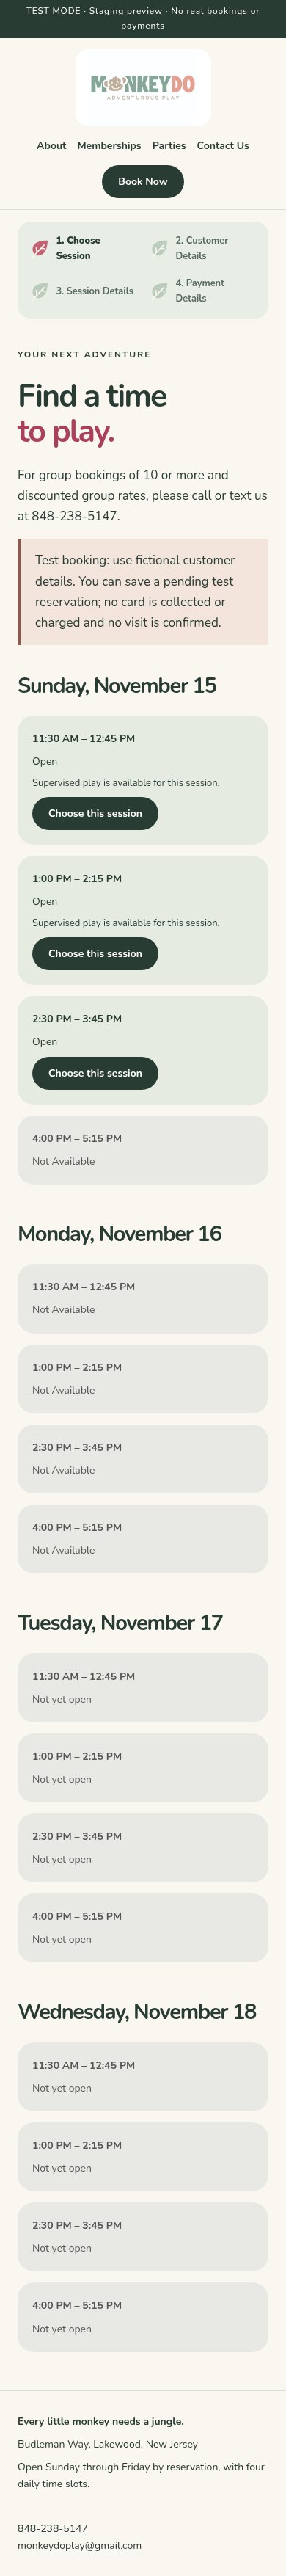 TEST MODE · Staging preview · No real bookings or
payments
MONKEYDO
ADVENTUROUS PLAY
About Memberships Parties Contact Us
Book Now
1. Choose
Session
2. Customer
Details
3. Session Details
4. Payment
Details
YOUR NEXT ADVENTURE
Find a time
to play.
For group bookings of 10 or more and
discounted group rates, please call or text us
at 848-238-5147.
Test booking: use fictional customer
details. You can save a pending test
reservation; no card is collected or
charged and no visit is confirmed.
Sunday, November 15
11:30 AM – 12:45 PM
Open
Supervised play is available for this session.
Choose this session
1:00 PM – 2:15 PM
Open
Supervised play is available for this session.
Choose this session
2:30 PM – 3:45 PM
Open
Choose this session
4:00 PM – 5:15 PM
Not Available
Monday, November 16
11:30 AM – 12:45 PM
Not Available
1:00 PM – 2:15 PM
Not Available
2:30 PM – 3:45 PM
Not Available
4:00 PM – 5:15 PM
Not Available
Tuesday, November 17
11:30 AM – 12:45 PM
Not yet open
1:00 PM – 2:15 PM
Not yet open
2:30 PM – 3:45 PM
Not yet open
4:00 PM – 5:15 PM
Not yet open
Wednesday, November 18
11:30 AM – 12:45 PM
Not yet open
1:00 PM – 2:15 PM
Not yet open
2:30 PM – 3:45 PM
Not yet open
4:00 PM – 5:15 PM
Not yet open
Every little monkey needs a jungle.
Budleman Way, Lakewood, New Jersey
Open Sunday through Friday by reservation, with four
daily time slots.
848-238-5147
monkeydoplay@gmail.com